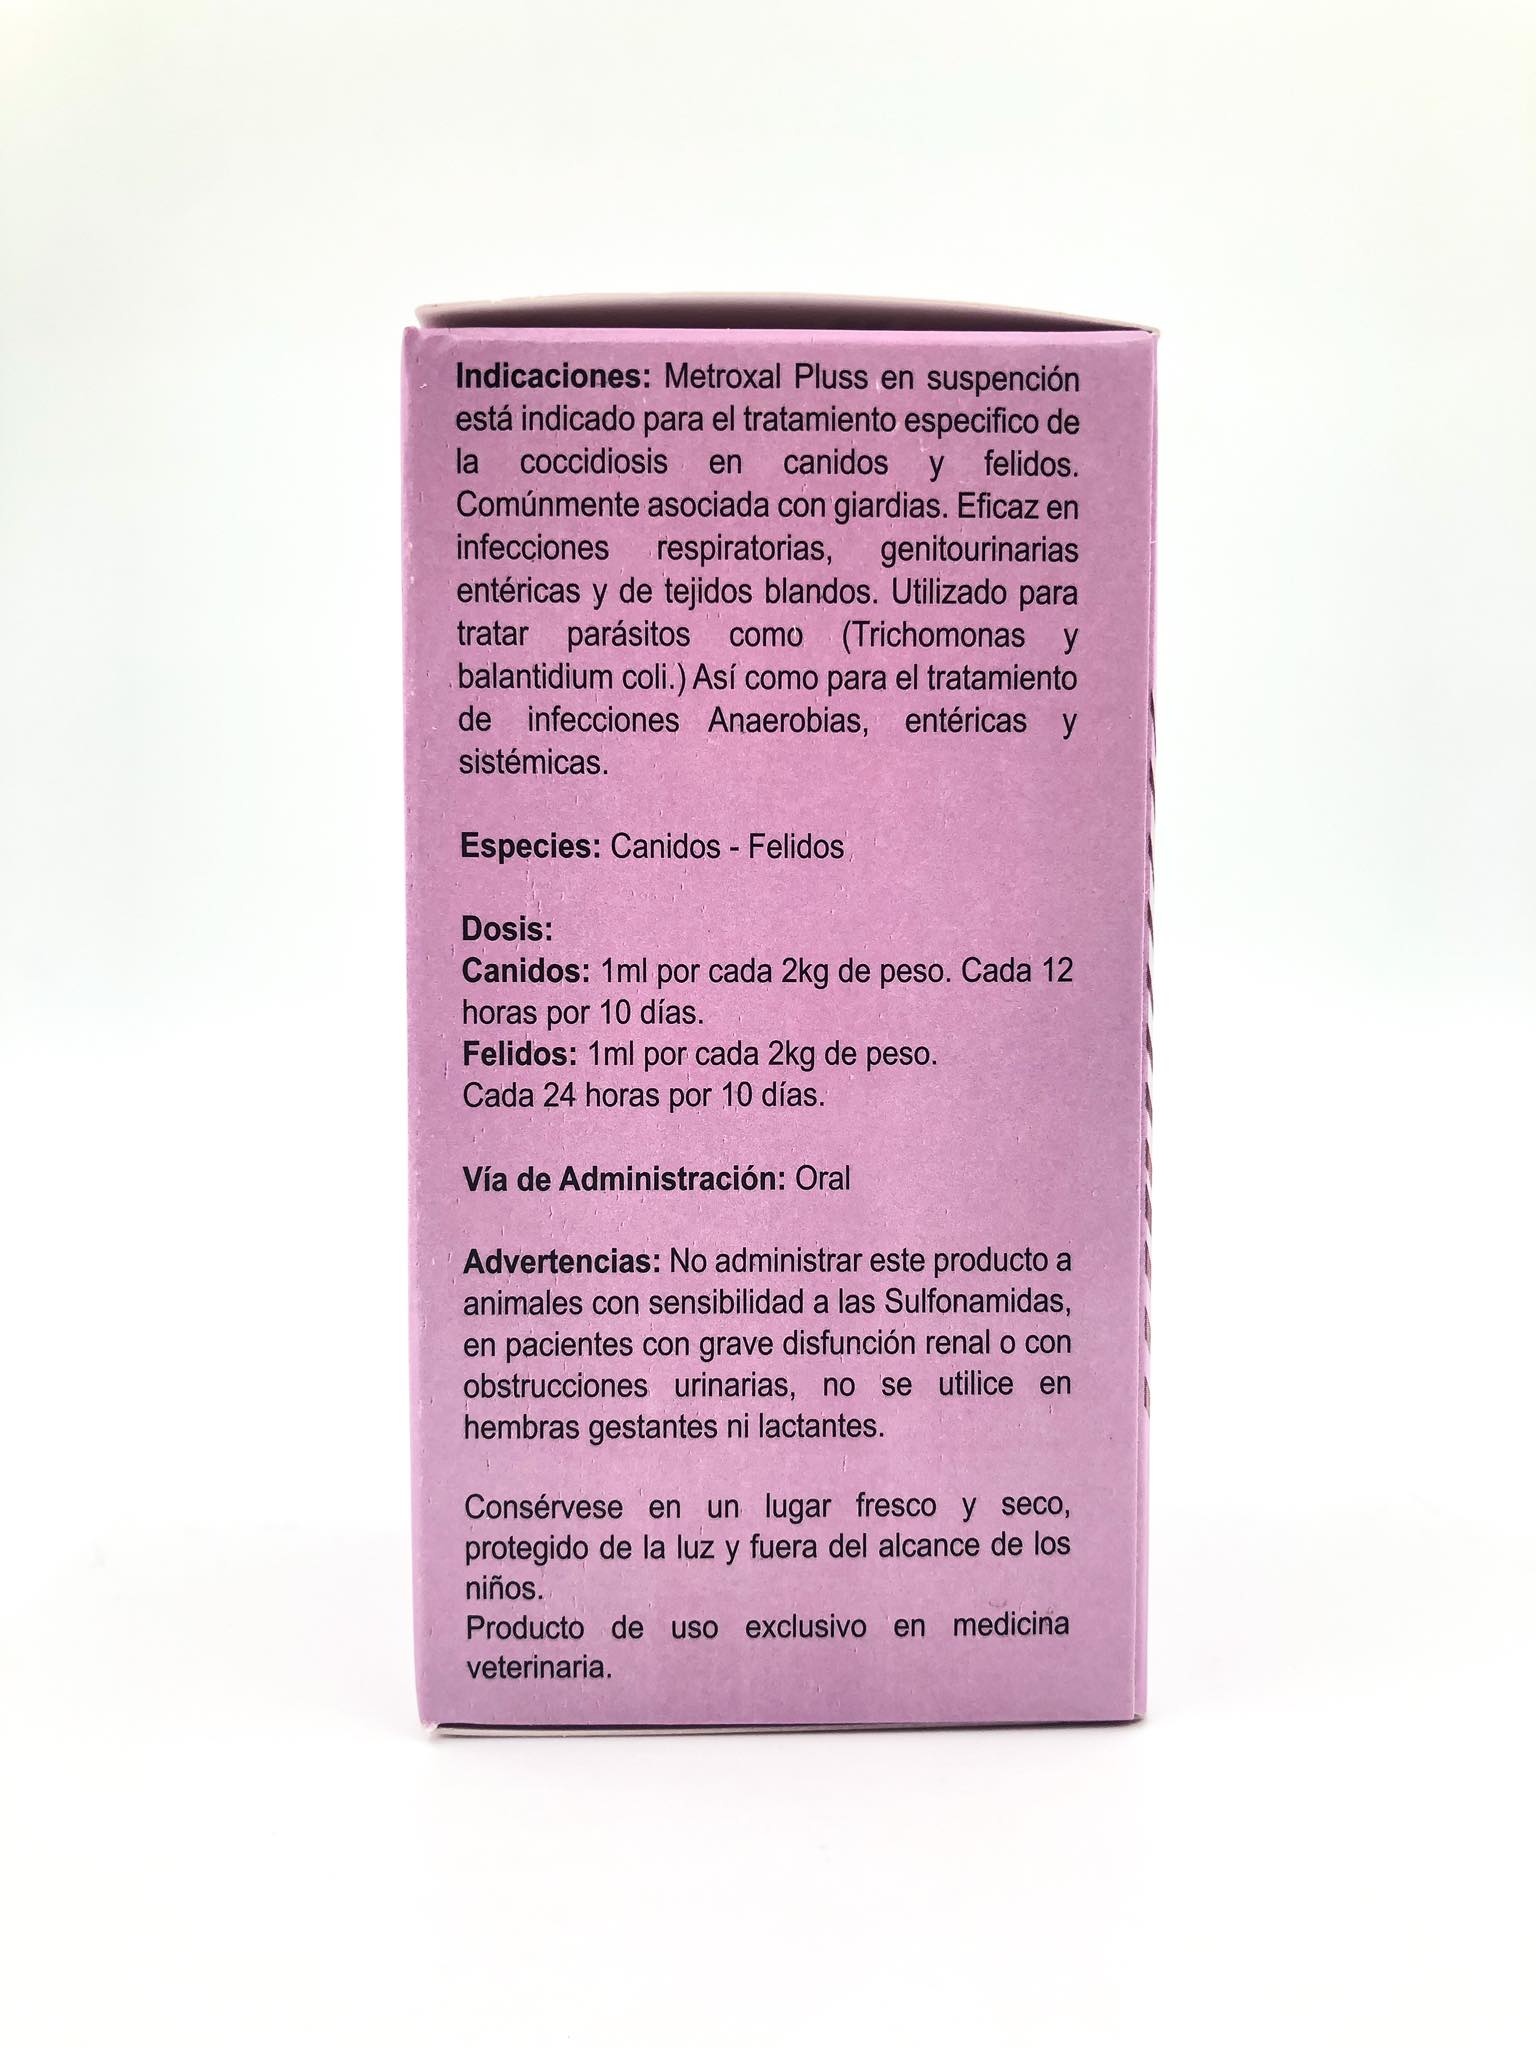 Indicaciones: Metroxal Pluss en suspención
está indicado para el tratamiento especifico de
la coccidiosis en canidos y felidos.
Comúnmente asociada con giardias. Eficaz en
infecciones respiratorias, genitourinarias
entéricas y de tejidos blandos. Utilizado para
tratar parásitos como (Trichomonas y
balantidium coli.) Así como para el tratamiento
de infecciones Anaerobias, entéricas y
sistémicas.
Especies: Canidos - Felidos
Dosis:
Canidos: 1ml por cada 2kg de peso. Cada 12
horas por 10 días.
Felidos: 1ml por cada 2kg de peso.
Cada 24 horas por 10 días.
Vía de Administración: Oral
Advertencias: No administrar este producto a
animales con sensibilidad a las Sulfonamidas,
en pacientes con grave disfunción renal o con
obstrucciones urinarias, no se utilice en
hembras gestantes ni lactantes.
Consérvese en un lugar fresco y seco,
protegido de la luz y fuera del alcance de los
niños.
Producto de uso exclusivo en medicina
veterinaria.